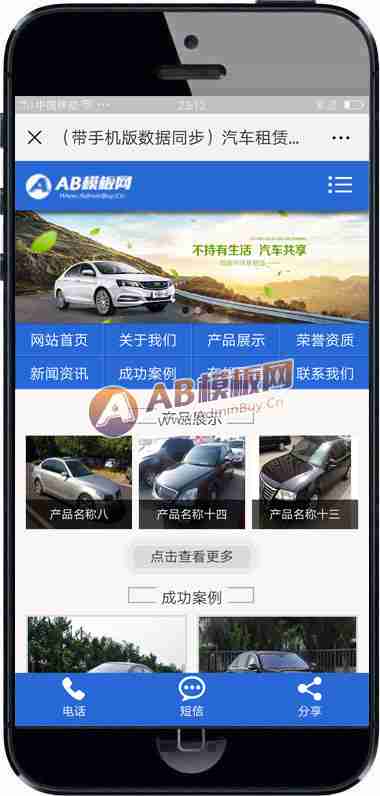 中国移动 23:12
（带手机版数据同步）汽车租赁...
AB模板网
Www.AdminBuy.Cn
不持有生活 汽车共享
网站首页 关于我们 产品展示 荣誉资质
新闻资讯 成功案例 联系我们
AB模板网
www.AdminBuy.Cn
产品展示
产品名称八 产品名称十四 产品名称十三
点击查看更多
成功案例
电话 短信 分享